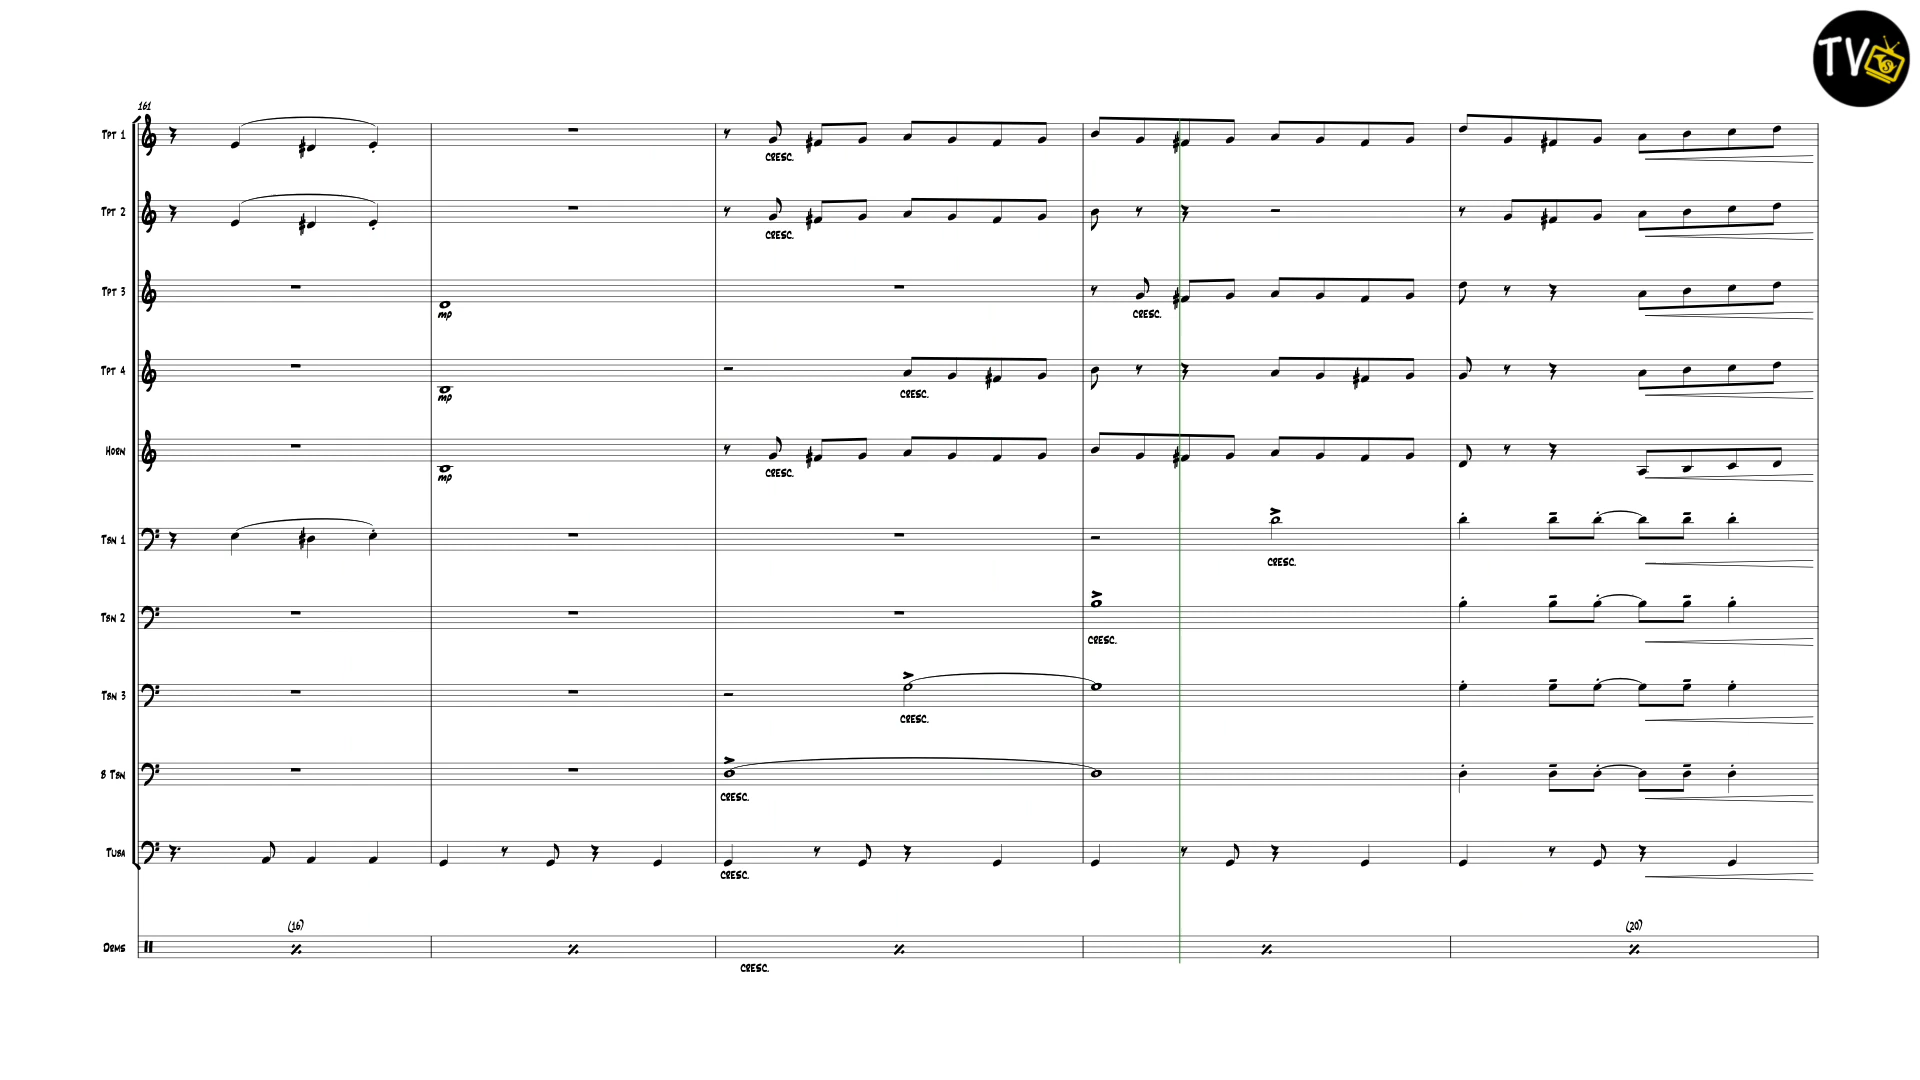 TV S
161
TPT 1
CRESC.
TPT 2
CRESC.
TPT 3
mp
CRESC.
TPT 4
mp
CRESC.
HORN
mp
CRESC.
TBN 1
CRESC.
TBN 2
CRESC.
TBN 3
CRESC.
B TBN
CRESC.
TUBA
CRESC.
(16) (20)
DRMS
CRESC.